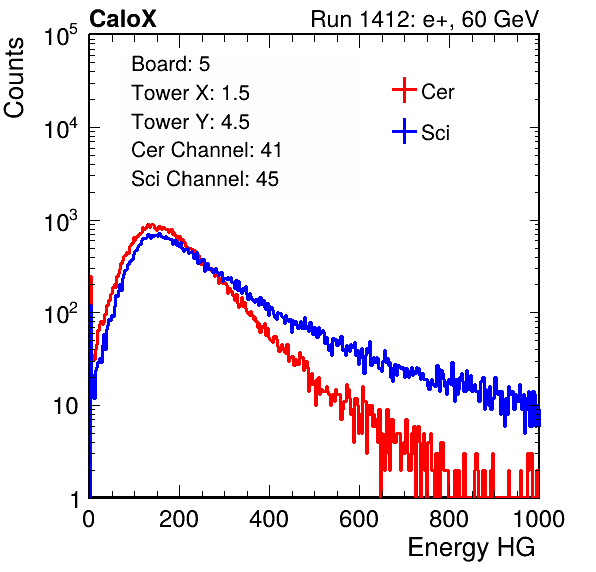 CaloX Run 1412: e+, 60 GeV
Counts
Board: 5
Tower X: 1.5
Tower Y: 4.5
Cer Channel: 41
Sci Channel: 45
Cer
Sci
10^5
10^4
10^3
10^2
10
1
0 200 400 600 800 1000
Energy HG